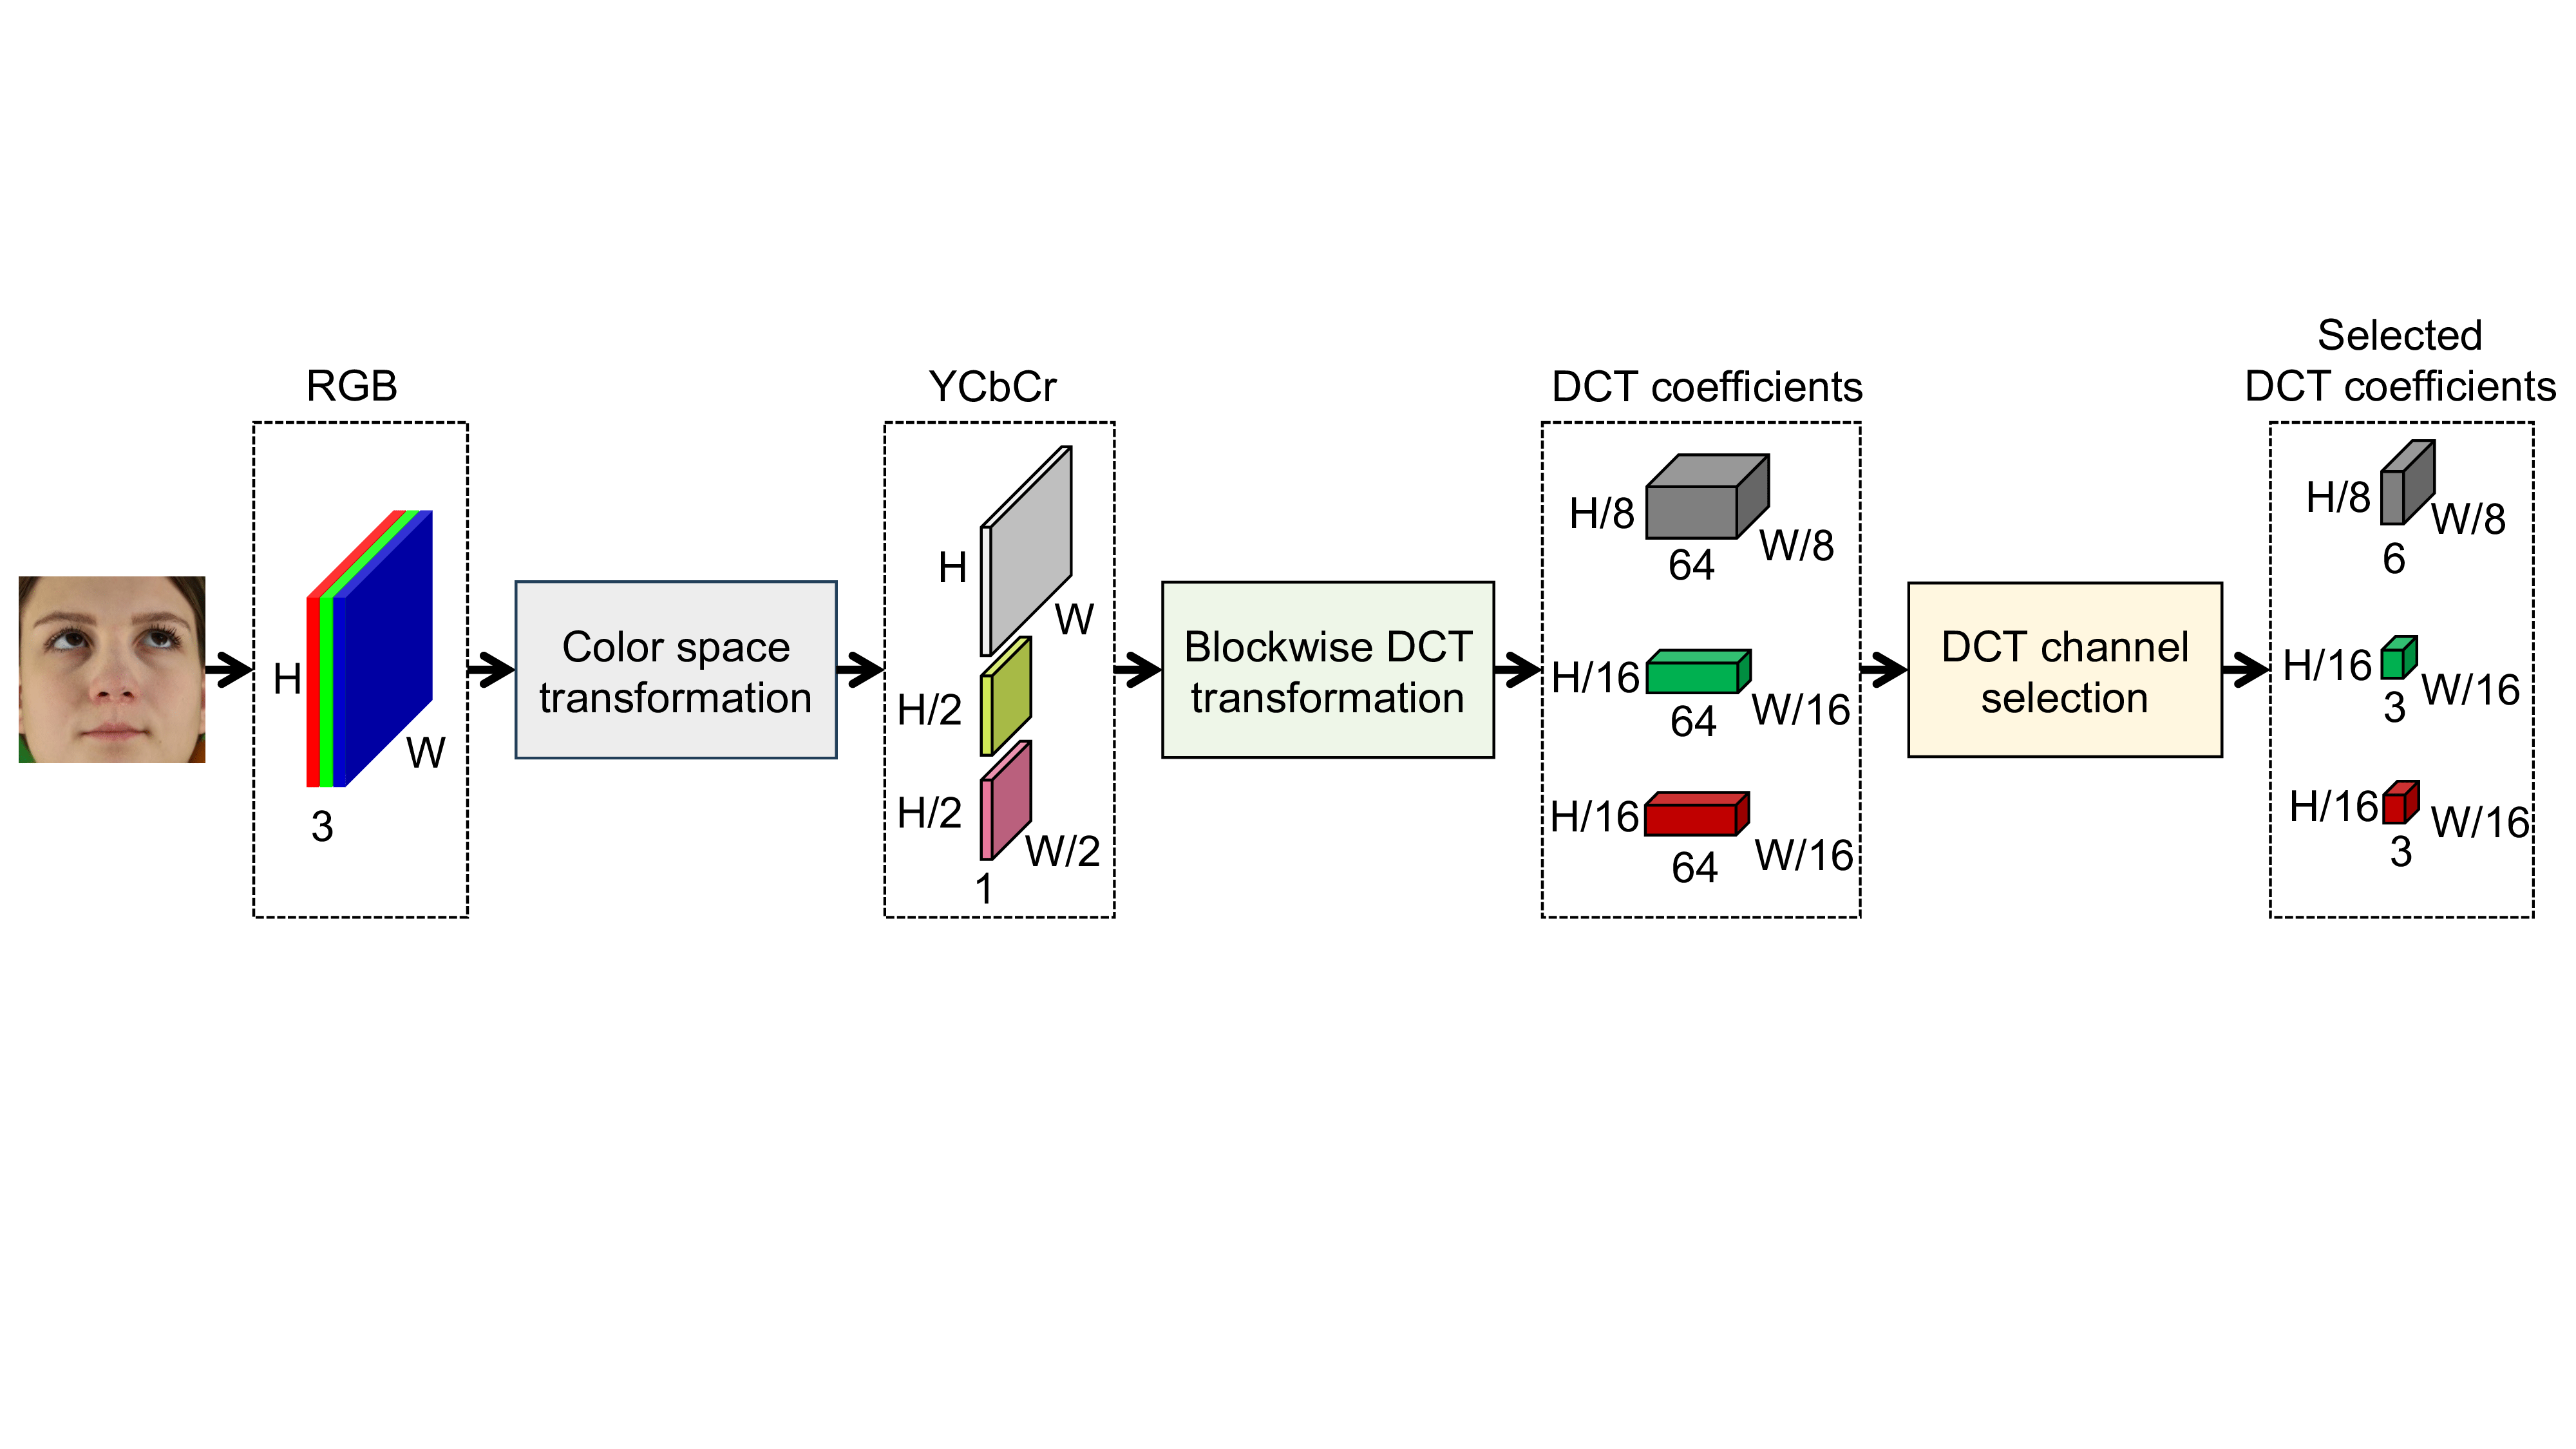 RGB
H
W
3
Color space
transformation
YCbCr
H
W
H/2
H/2
W/2
1
Blockwise DCT
transformation
DCT coefficients
H/8
W/8
64
H/16
W/16
64
H/16
W/16
64
DCT channel
selection
Selected
DCT coefficients
H/8
W/8
6
H/16
W/16
3
H/16
W/16
3